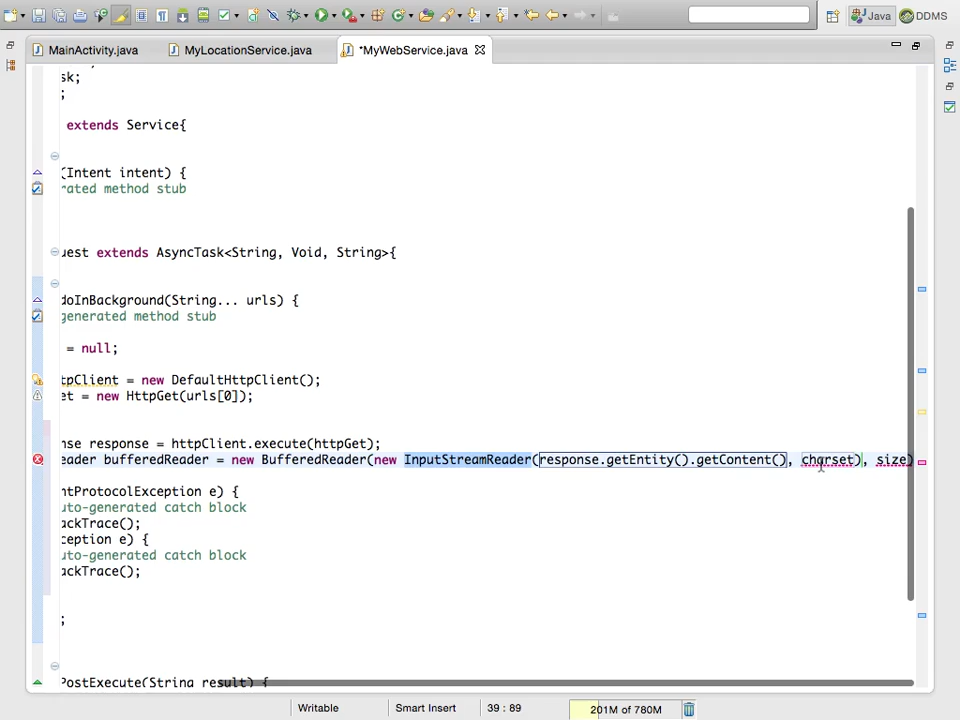 Java
DDMS
MainActivity.java
MyLocationService.java
*MyWebService.java
sk;
;
extends Service{
(Intent intent) {
rated method stub
uest extends AsyncTask<String, Void, String>{
doInBackground(String... urls) {
generated method stub
= null;
tpClient = new DefaultHttpClient();
et = new HttpGet(urls[0]);
nse response = httpClient.execute(httpGet);
eader bufferedReader = new BufferedReader(new InputStreamReader(response.getEntity().getContent(), charset), size)
ntProtocolException e) {
uto-generated catch block
ackTrace();
ception e) {
uto-generated catch block
ackTrace();
;
PostExecute(String result) {
Writable
Smart Insert
39 : 89
201M of 780M